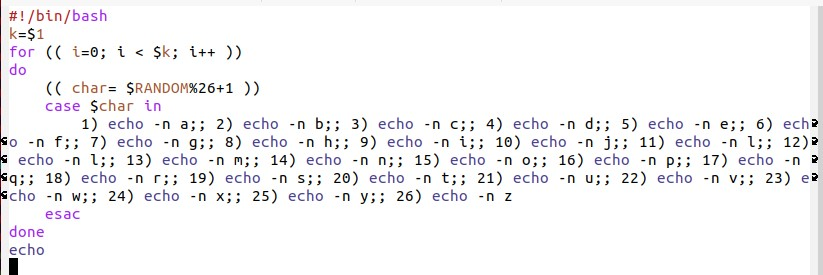 #!/bin/bash
k=$1
for (( i=0; i < $k; i++ ))
do
    (( char= $RANDOM%26+1 ))
    case $char in
        1) echo -n a;; 2) echo -n b;; 3) echo -n c;; 4) echo -n d;; 5) echo -n e;; 6) ech
o -n f;; 7) echo -n g;; 8) echo -n h;; 9) echo -n i;; 10) echo -n j;; 11) echo -n l;; 12)
 echo -n l;; 13) echo -n m;; 14) echo -n n;; 15) echo -n o;; 16) echo -n p;; 17) echo -n
q;; 18) echo -n r;; 19) echo -n s;; 20) echo -n t;; 21) echo -n u;; 22) echo -n v;; 23) e
cho -n w;; 24) echo -n x;; 25) echo -n y;; 26) echo -n z
    esac
done
echo